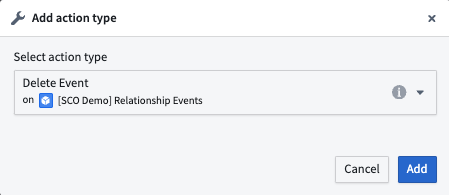 Add action type
Select action type
Delete Event
on [SCO Demo] Relationship Events
Cancel
Add